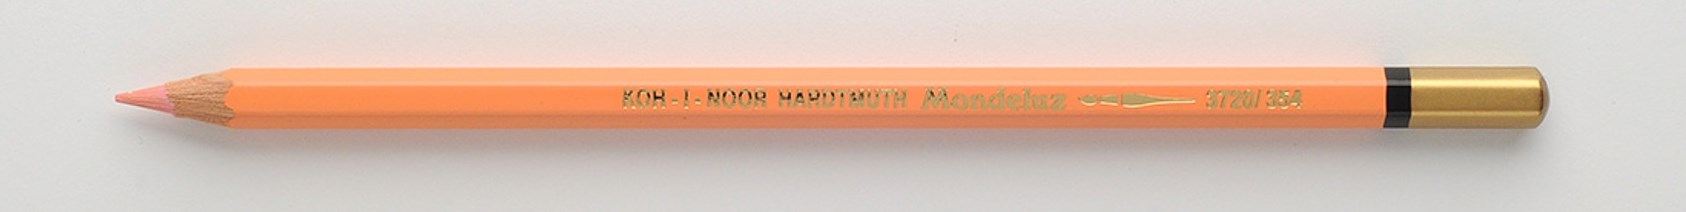 KOH-I-NOOR HARDTMUTH Mondeluz 3720/354